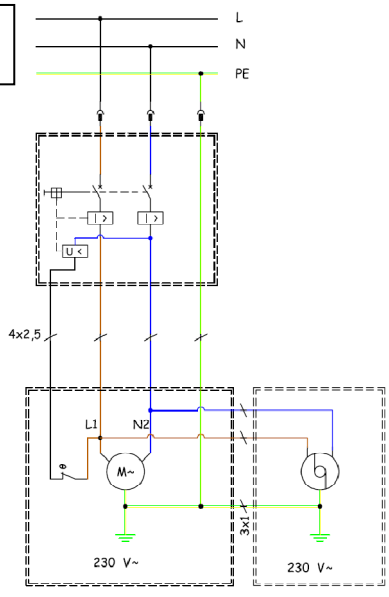 L
N
PE
I >
I >
U <
4x2,5
L1
N2
θ
M~
3x1
230 V~
230 V~